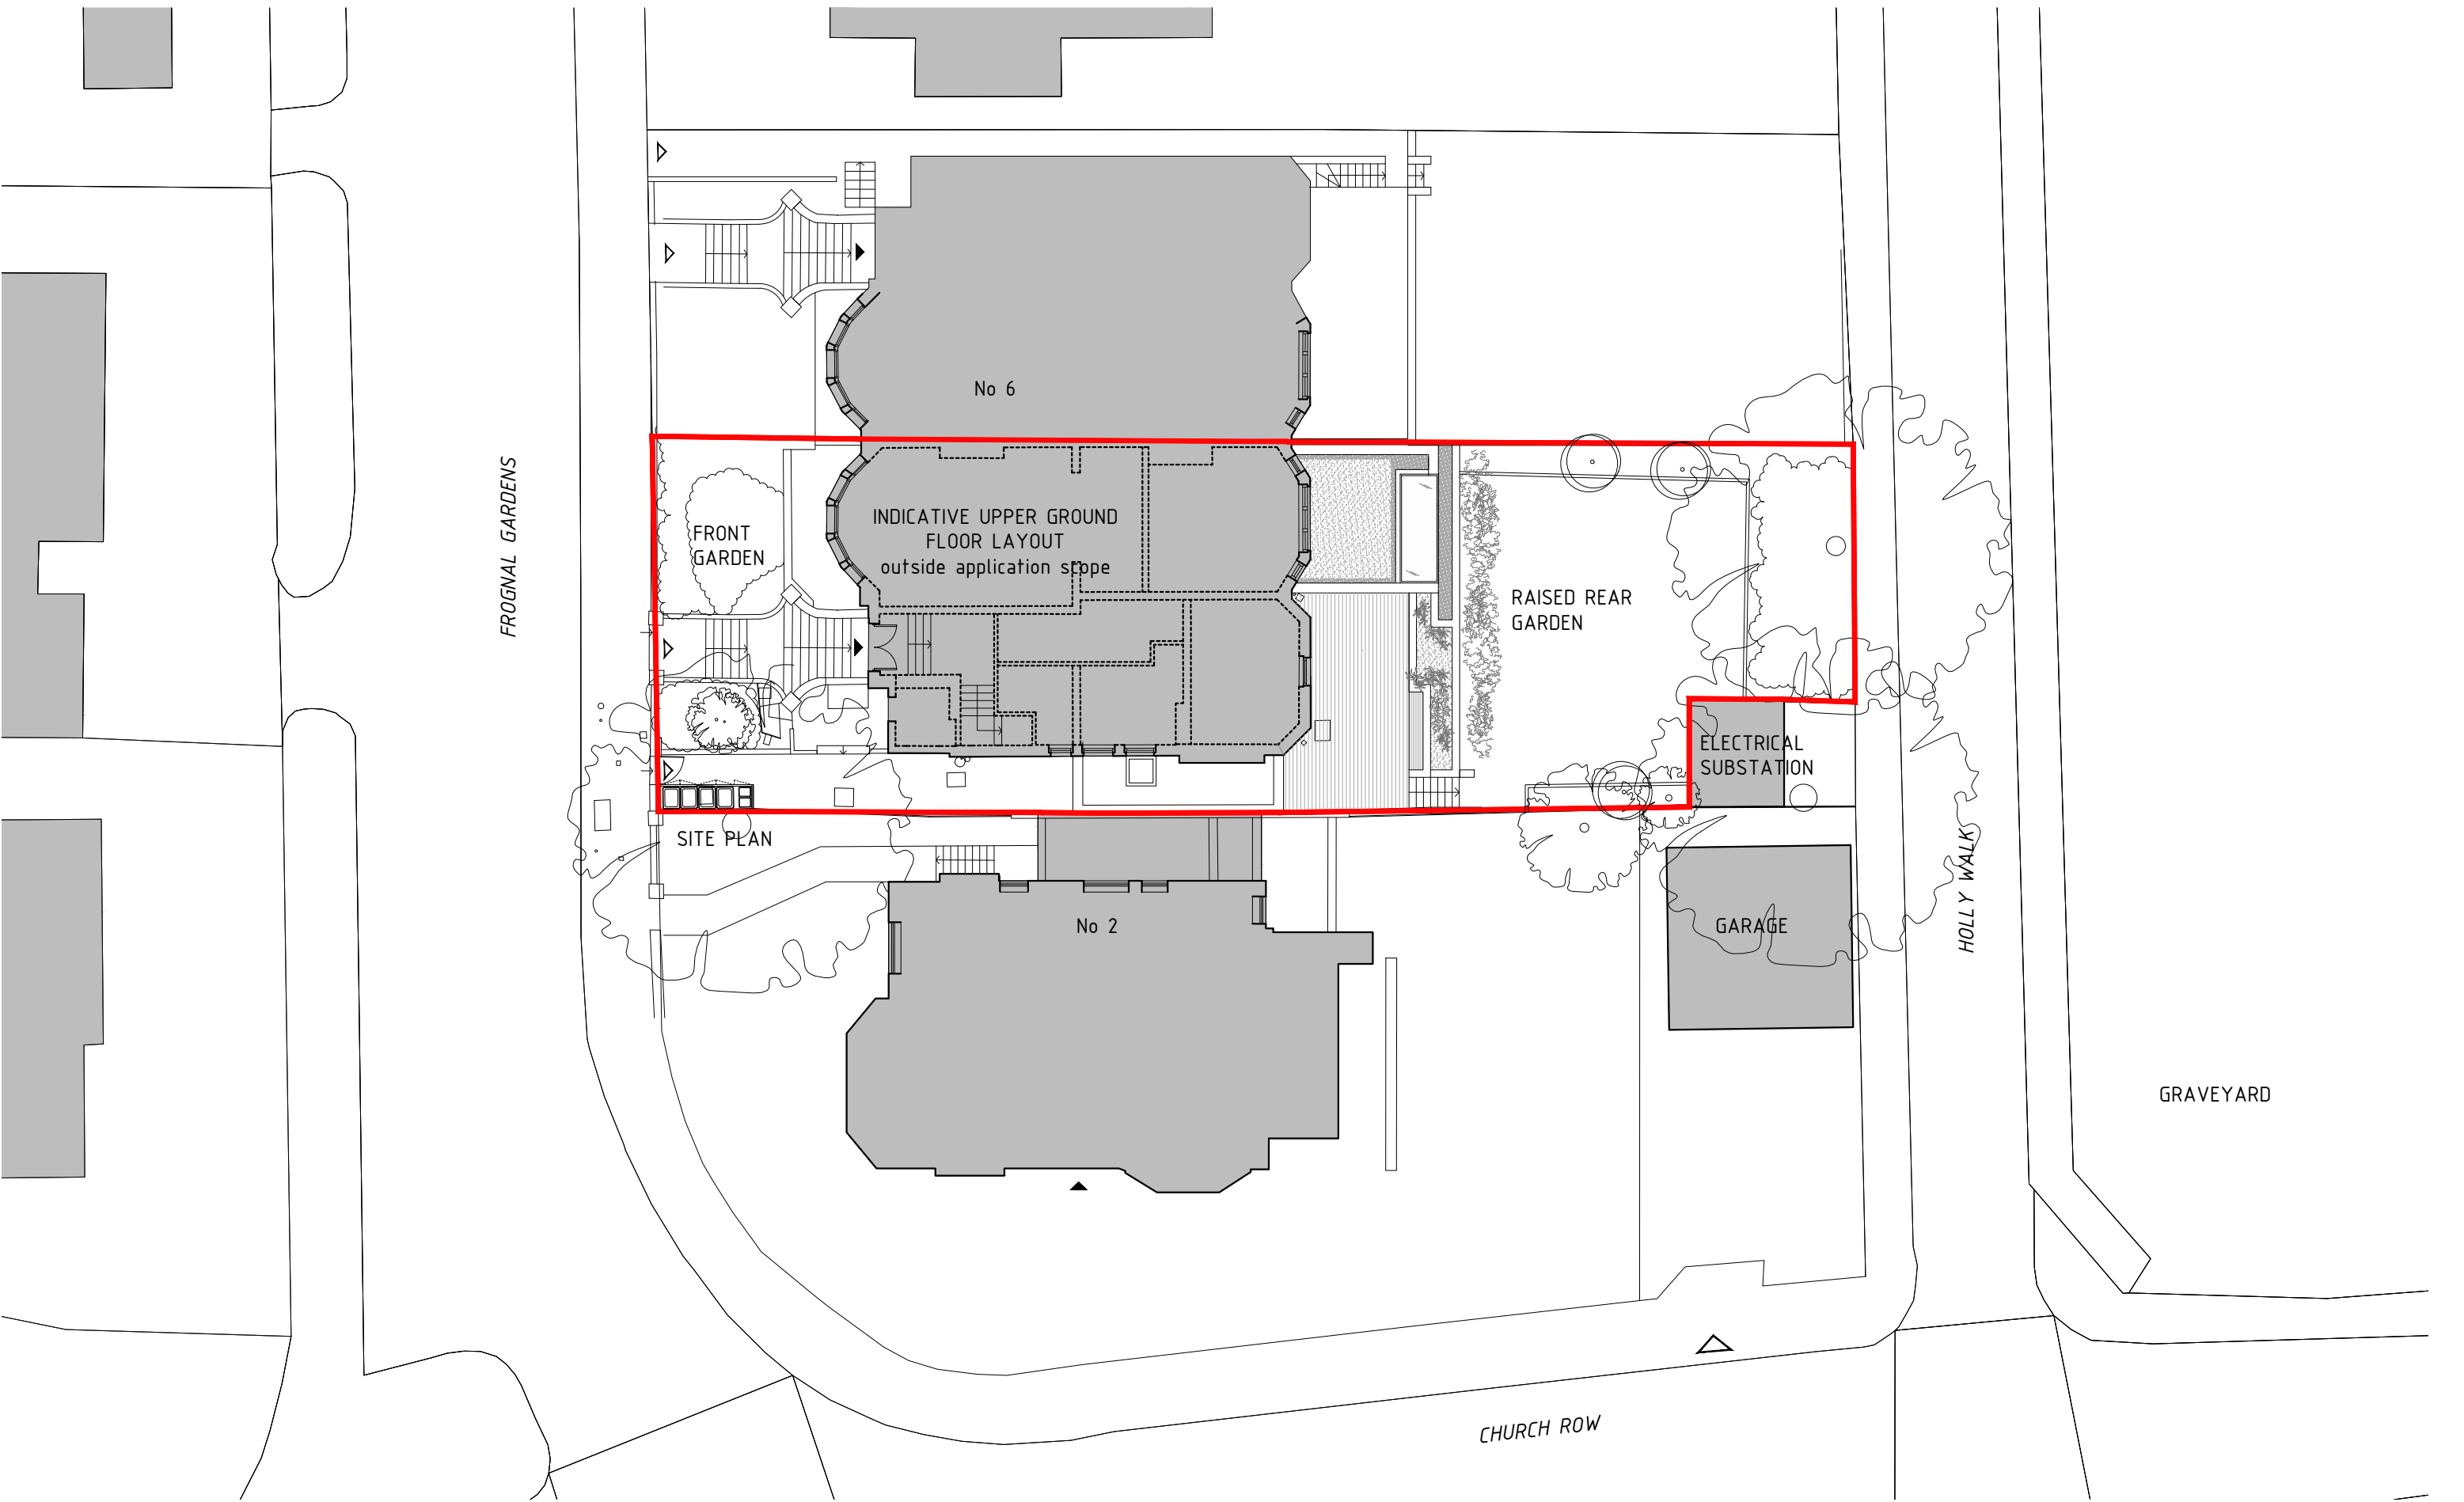 No 6
FROGNAL GARDENS
FRONT
GARDEN
INDICATIVE UPPER GROUND
FLOOR LAYOUT
outside application scope
RAISED REAR
GARDEN
ELECTRICAL
SUBSTATION
SITE PLAN
No 2
GARAGE
HOLLY WALK
GRAVEYARD
CHURCH ROW